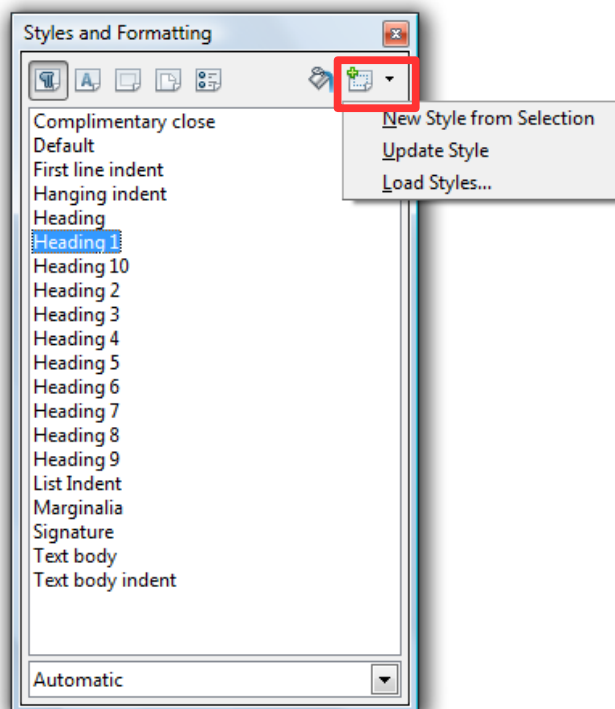 Styles and Formatting
New Style from Selection
Update Style
Load Styles...
Complimentary close
Default
First line indent
Hanging indent
Heading
Heading 1
Heading 10
Heading 2
Heading 3
Heading 4
Heading 5
Heading 6
Heading 7
Heading 8
Heading 9
List Indent
Marginalia
Signature
Text body
Text body indent
Automatic